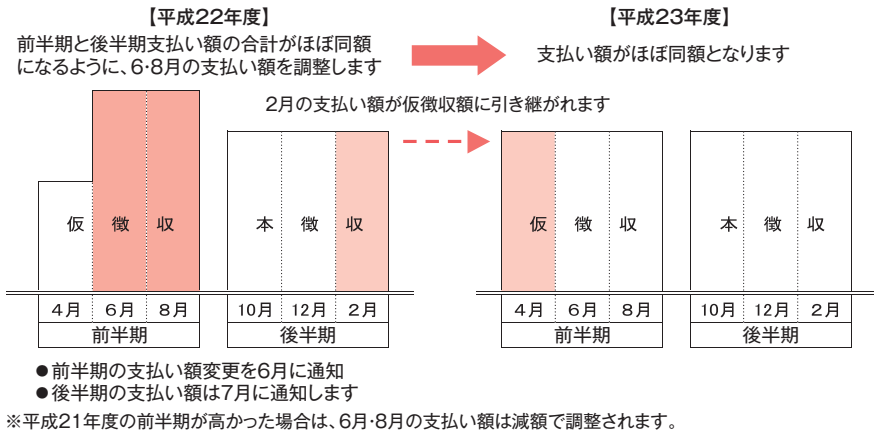 【平成22年度】
前半期と後半期支払い額の合計がほぼ同額
になるように、6・8月の支払い額を調整します
【平成23年度】
支払い額がほぼ同額となります
2月の支払い額が仮徴収額に引き継がれます
仮 徴 収
本 徴 収
仮 徴 収
本 徴 収
4月 6月 8月
10月 12月 2月
4月 6月 8月
10月 12月 2月
前半期
後半期
前半期
後半期
●前半期の支払い額変更を6月に通知
●後半期の支払い額は7月に通知します
※平成21年度の前半期が高かった場合は、6月・8月の支払い額は減額で調整されます。